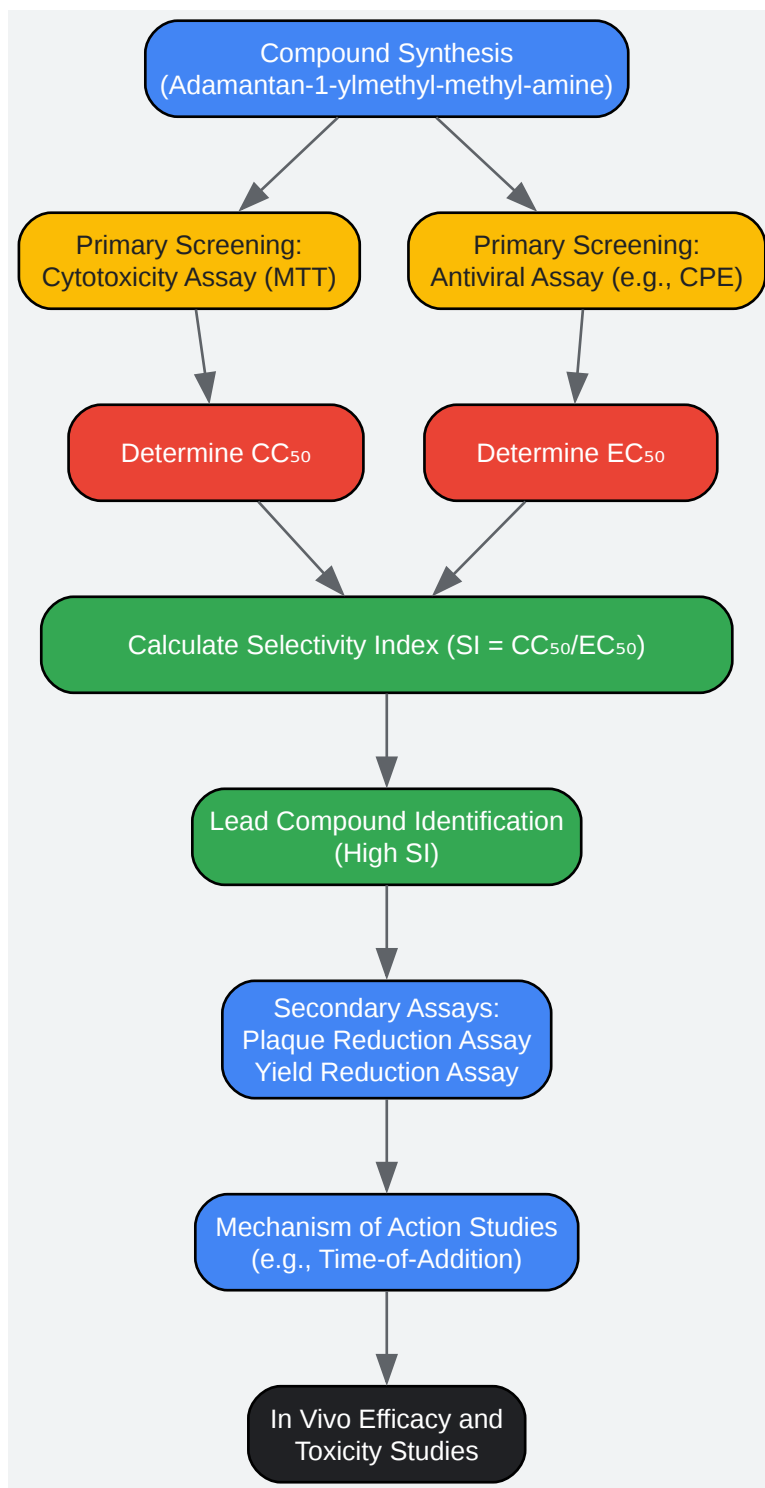 Compound Synthesis
(Adamantan-1-ylmethyl-methyl-amine)
Primary Screening:
Cytotoxicity Assay (MTT)
Primary Screening:
Antiviral Assay (e.g., CPE)
Determine CC₅₀
Determine EC₅₀
Calculate Selectivity Index (SI = CC₅₀/EC₅₀)
Lead Compound Identification
(High SI)
Secondary Assays:
Plaque Reduction Assay
Yield Reduction Assay
Mechanism of Action Studies
(e.g., Time-of-Addition)
In Vivo Efficacy and
Toxicity Studies